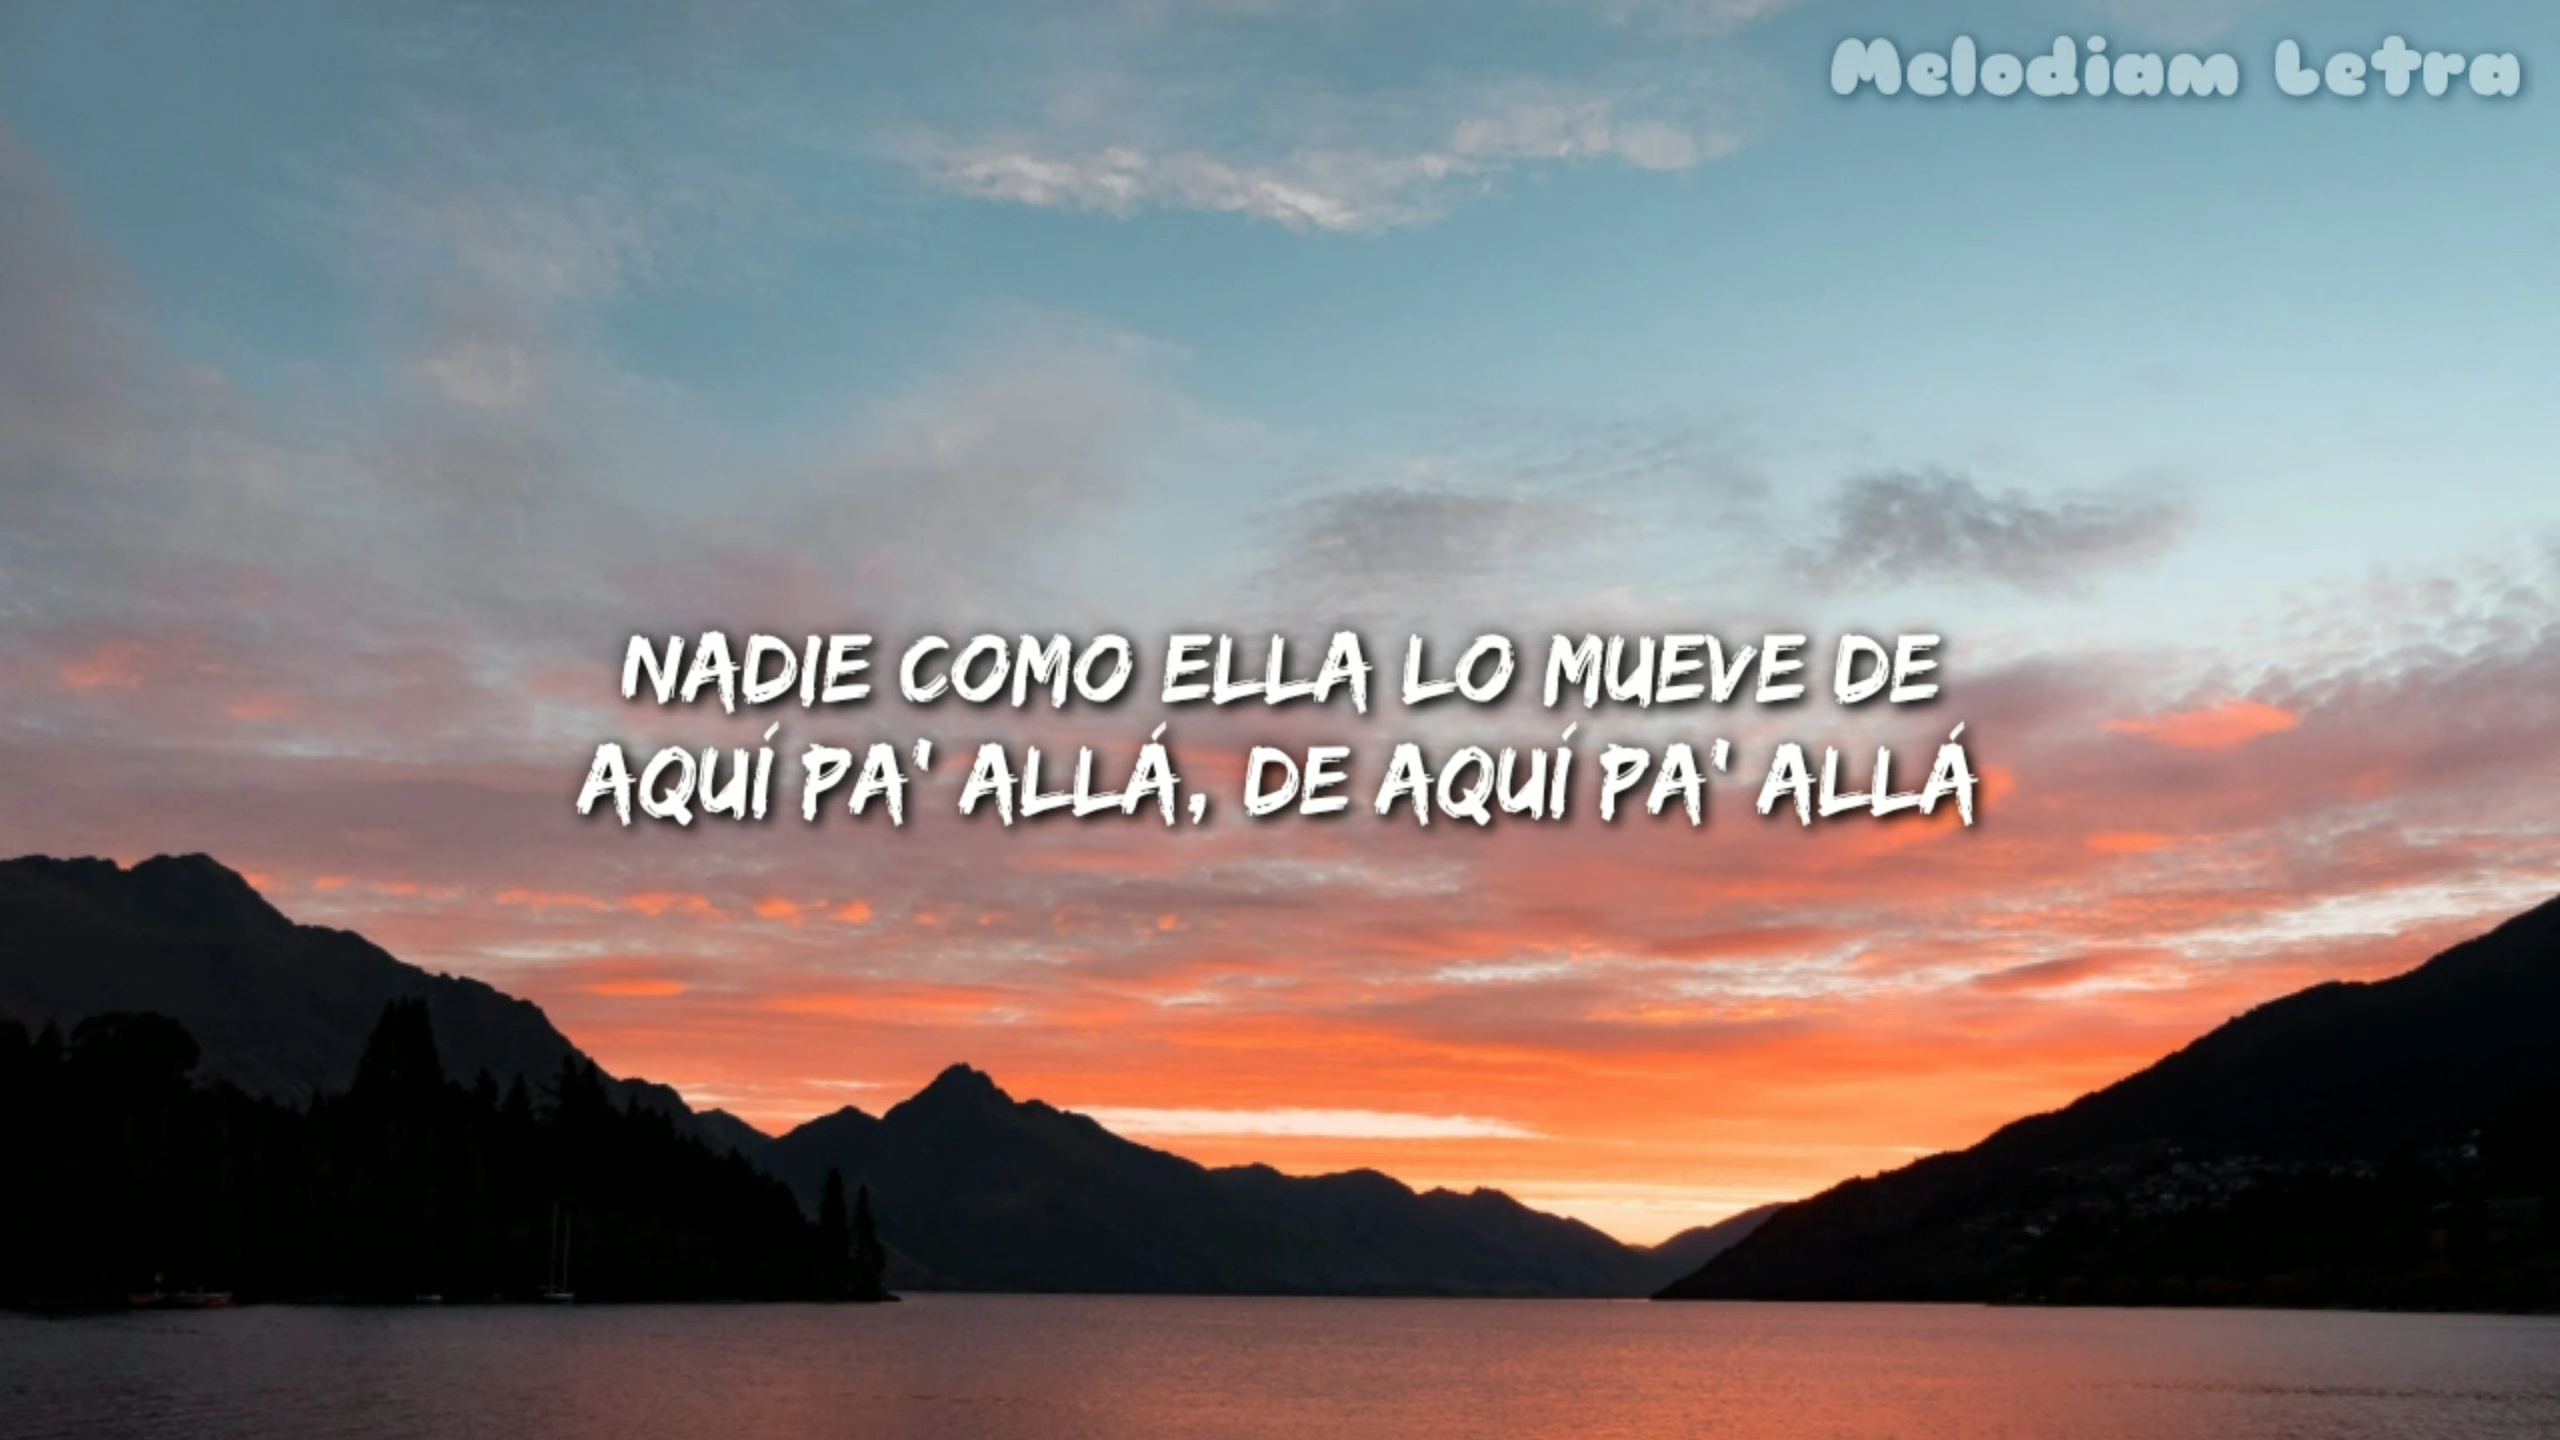 Melodiam Letra
NADIE COMO ELLA LO MUEVE DE
AQUÍ PA' ALLÁ, DE AQUÍ PA' ALLÁ